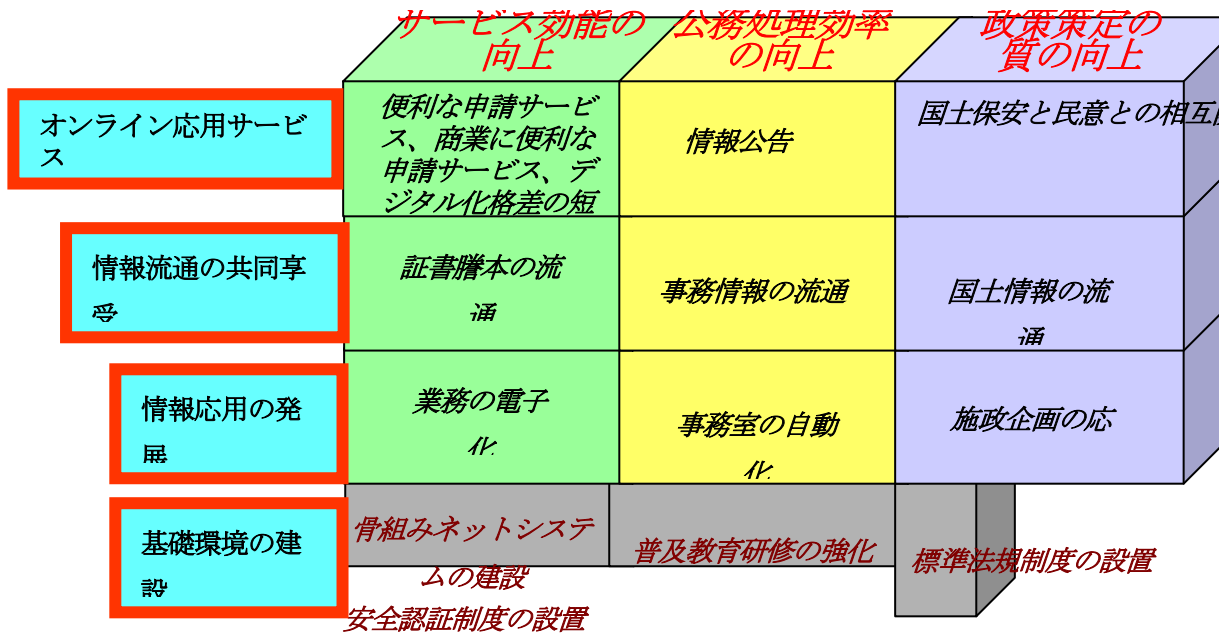 サービス効能の
向上
公務処理効率
の向上
政策策定の
質の向上
オンライン応用サービ
ス
便利な申請サービ
ス、商業に便利な
申請サービス、デ
ジタル化格差の短
情報公告
国土保安と民意との相互
情報流通の共同享
受
証書謄本の流
通
事務情報の流通
国土情報の流
通
情報応用の発
展
業務の電子
化
事務室の自動
化
施政企画の応
基礎環境の建
設
骨組みネットシステ
ムの建設
安全認証制度の設置
普及教育研修の強化
標準法規制度の設置